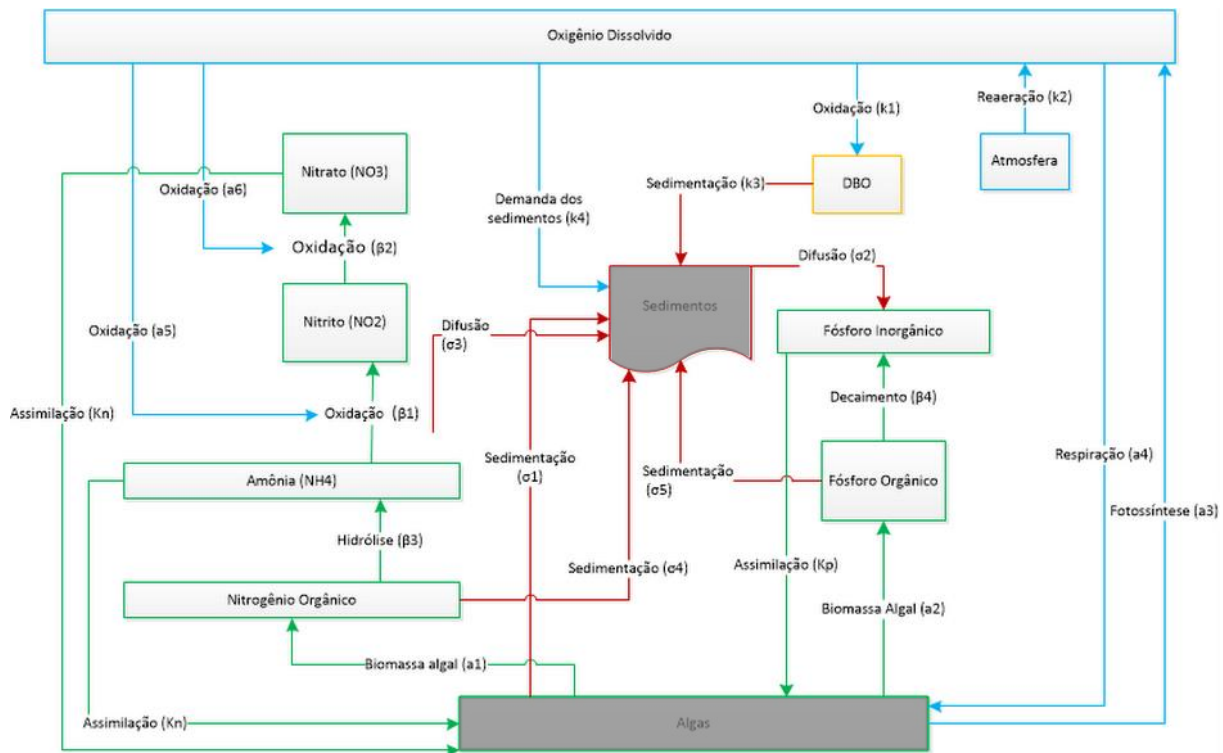 Oxigênio Dissolvido
Oxidação (k1)
Reaeração (k2)
Atmosfera
Nitrato (NO3)
Oxidação (a6)
Sedimentação (k3)
DBO
Demanda dos
sedimentos (k4)
Oxidação (β2)
Difusão (σ2)
Sedimentos
Nitrito (NO2)
Oxidação (a5)
Difusão
(σ3)
Fósforo Inorgânico
Assimilação (Kn)
Oxidação (β1)
Decaimento (β4)
Sedimentação
(σ1)
Sedimentação
(σ5)
Respiração (a4)
Amônia (NH4)
Fósforo Orgânico
Fotossíntese (a3)
Hidrólise (β3)
Sedimentação (σ4)
Assimilação (Kp)
Nitrogênio Orgânico
Biomassa Algal (a2)
Biomassa algal (a1)
Assimilação (Kn)
Algas